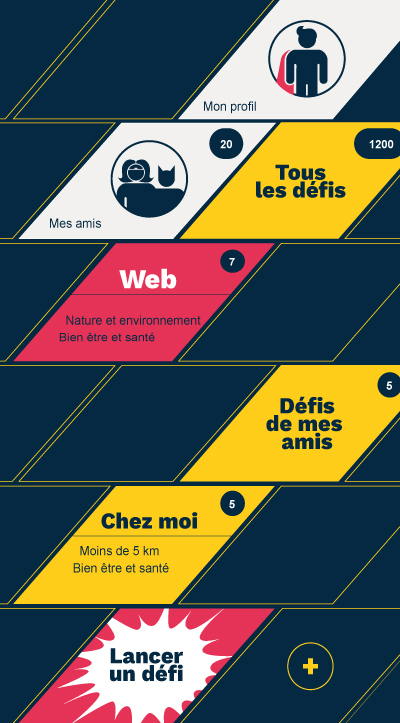 Mon profil
20
Mes amis
1200
Tous
les défis
7
Web
Nature et environnement
Bien être et santé
5
Défis
de mes
amis
5
Chez moi
Moins de 5 km
Bien être et santé
Lancer
un défi
+